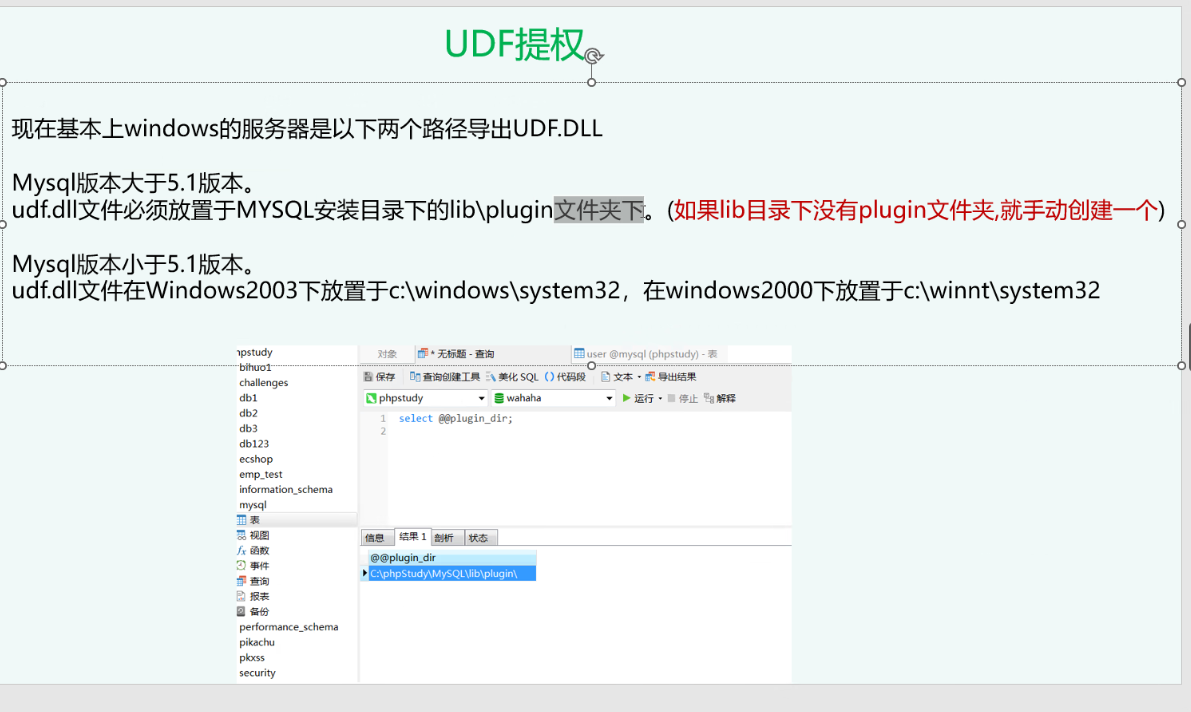 UDF提权
现在基本上windows的服务器是以下两个路径导出UDF.DLL
Mysql版本大于5.1版本。
udf.dll文件必须放置于MYSQL安装目录下的lib\plugin文件夹下。(如果lib目录下没有plugin文件夹,就手动创建一个)
Mysql版本小于5.1版本。
udf.dll文件在Windows2003下放置于c:\windows\system32，在windows2000下放置于c:\winnt\system32
hpstudy
bihuo1
challenges
db1
db2
db3
db123
ecshop
emp_test
information_schema
mysql
表
视图
fx 函数
事件
查询
报表
备份
performance_schema
pikachu
pkxss
security
对象 * 无标题 - 查询 user @mysql (phpstudy) - 表
保存 查询创建工具 美化 SQL () 代码段 文本 导出结果
phpstudy wahaha 运行 停止 解释
1 select @@plugin_dir;
2
信息 结果 1 剖析 状态
@@plugin_dir
C:\phpStudy\MySQL\lib\plugin\